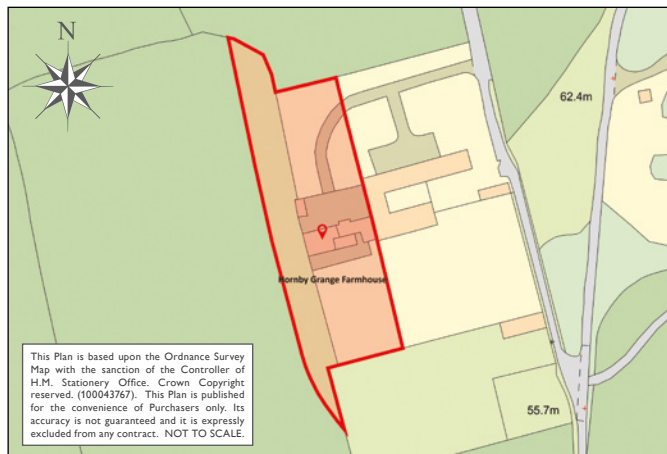 N
62.4m
Hornby Grange Farmhouse
This Plan is based upon the Ordnance Survey
Map with the sanction of the Controller of
H.M. Stationery Office. Crown Copyright
reserved. (100043767). This Plan is published
for the convenience of Purchasers only. Its
accuracy is not guaranteed and it is expressly
excluded from any contract. NOT TO SCALE.
55.7m